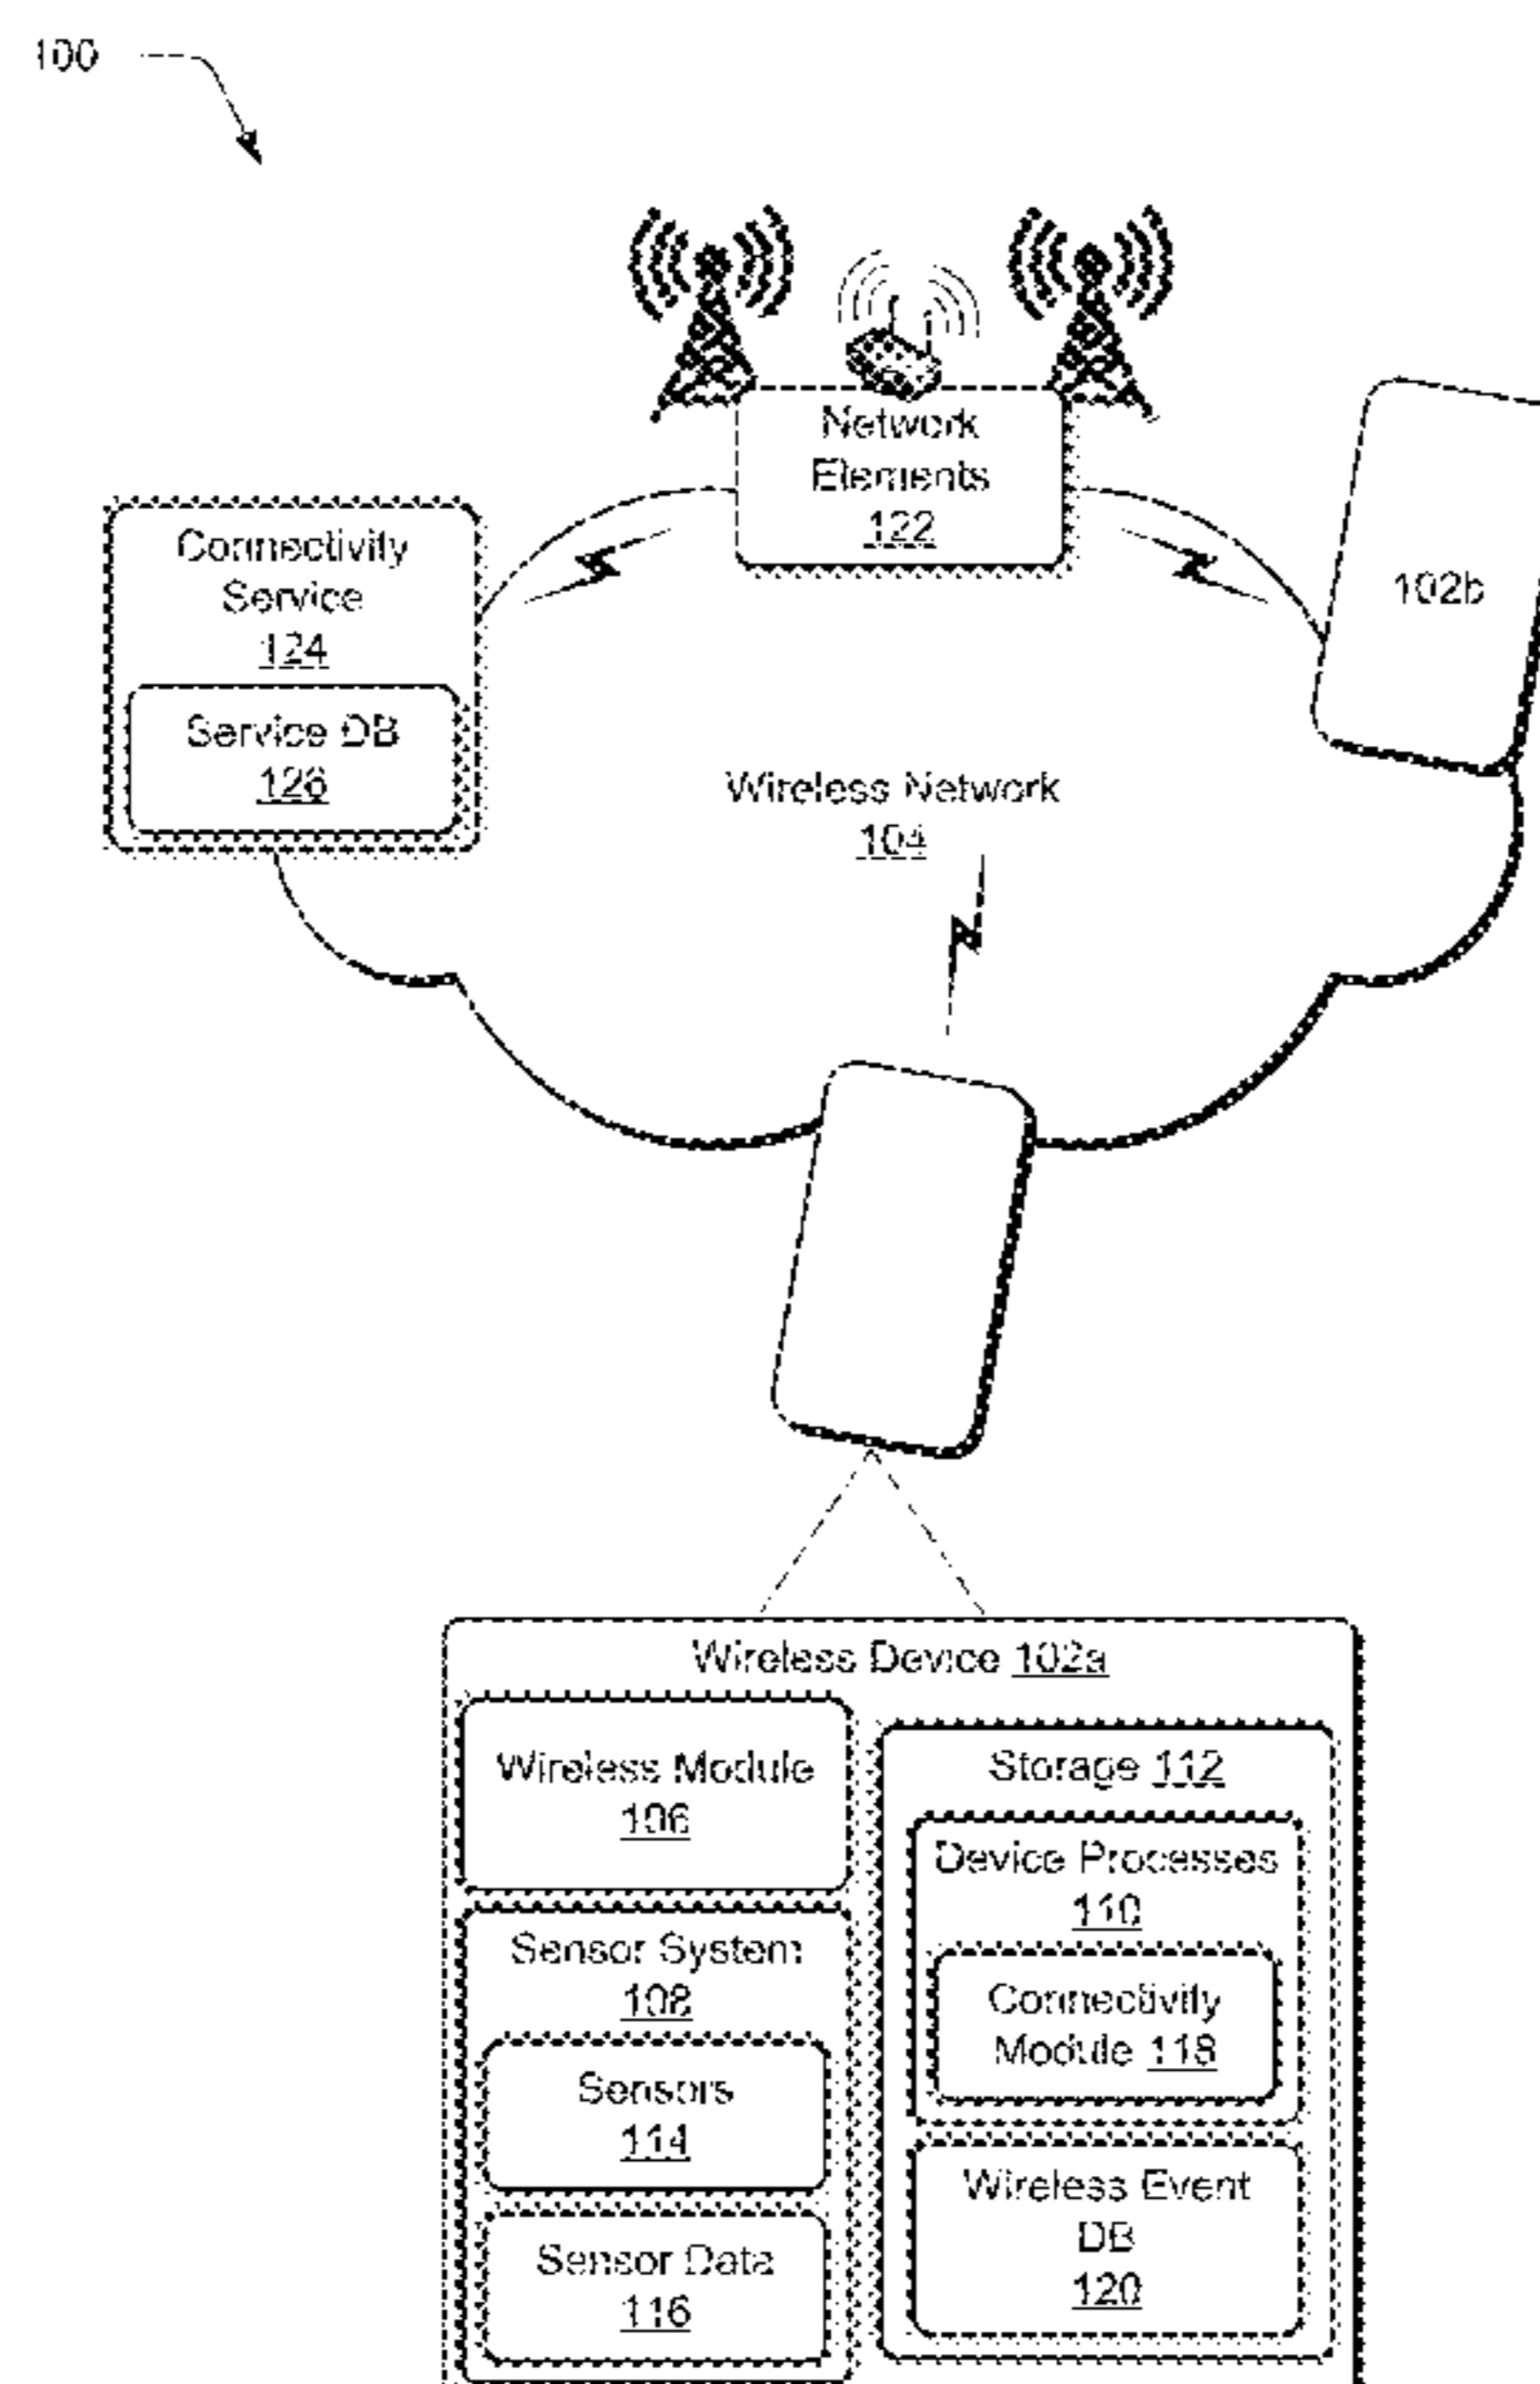 100
Network
Elements
122
Connectivity
Service
124
Service DB
126
102b
Wireless Network
104
Wireless Device 102a
Wireless Module
106
Sensor System
108
Sensors
114
Sensor Data
116
Storage 112
Device Processes
110
Connectivity
Module 118
Wireless Event
DB
120